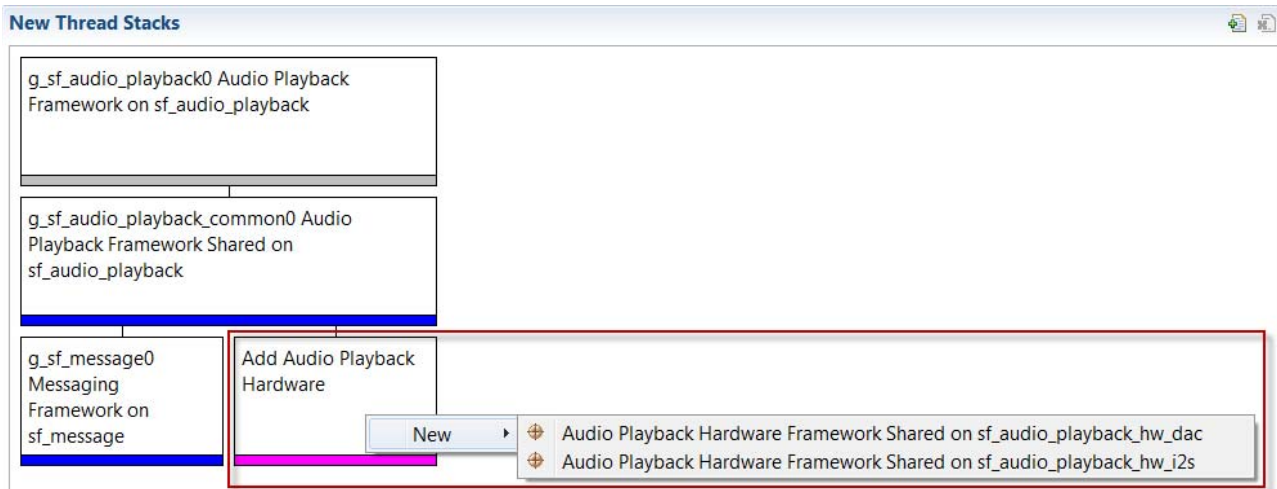 New Thread Stacks
g_sf_audio_playback0 Audio Playback
Framework on sf_audio_playback
g_sf_audio_playback_common0 Audio
Playback Framework Shared on
sf_audio_playback
g_sf_message0
Messaging
Framework on
sf_message
Add Audio Playback
Hardware
New
Audio Playback Hardware Framework Shared on sf_audio_playback_hw_dac
Audio Playback Hardware Framework Shared on sf_audio_playback_hw_i2s